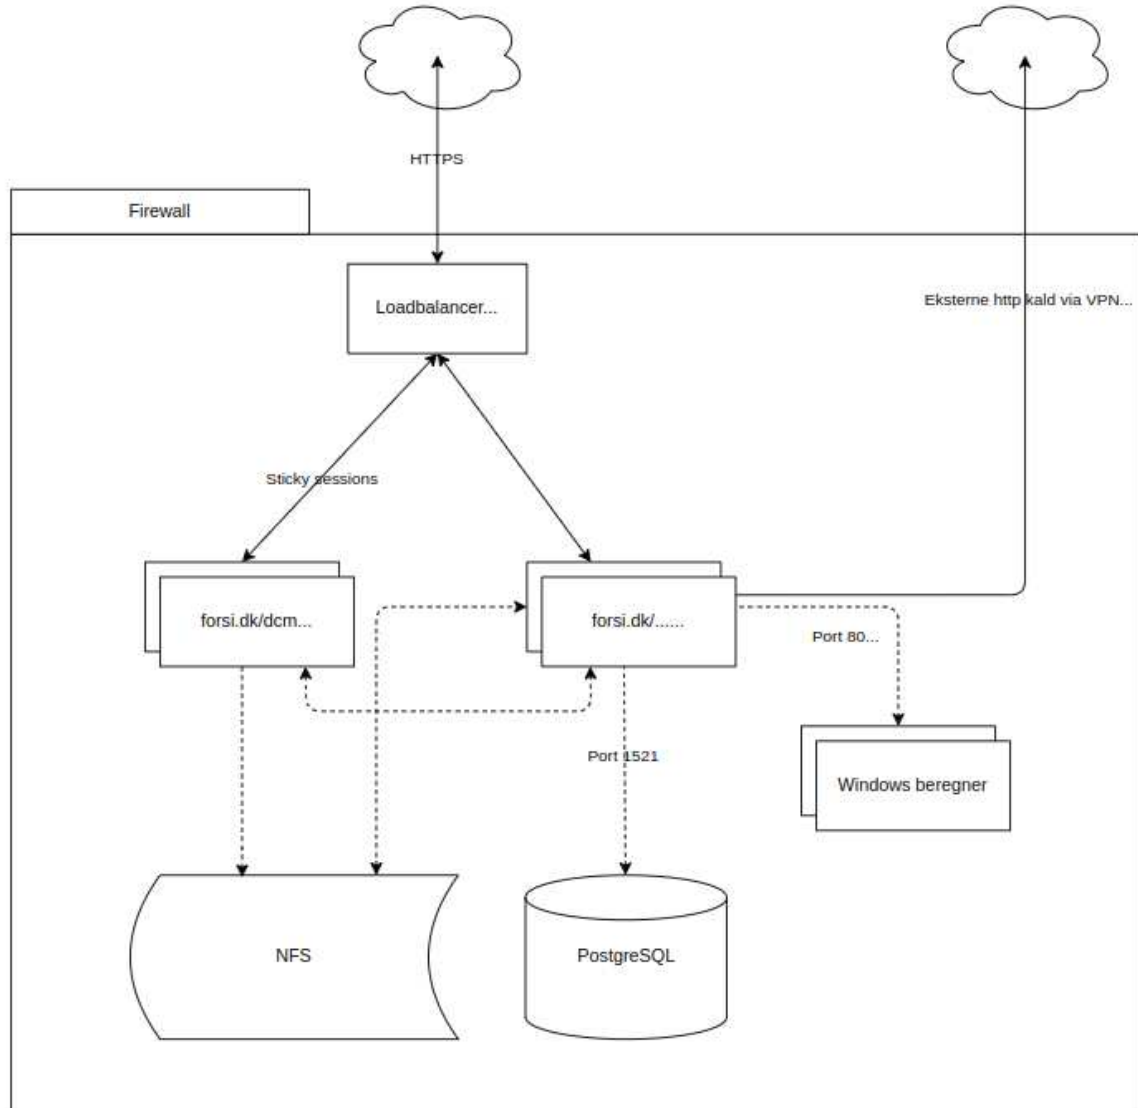 HTTPS
Firewall
Loadbalancer...
Eksterne http kald via VPN...
Sticky sessions
forsi.dk/dcm...
forsi.dk/......
Port 80...
Port 1521
Windows beregner
NFS
PostgreSQL